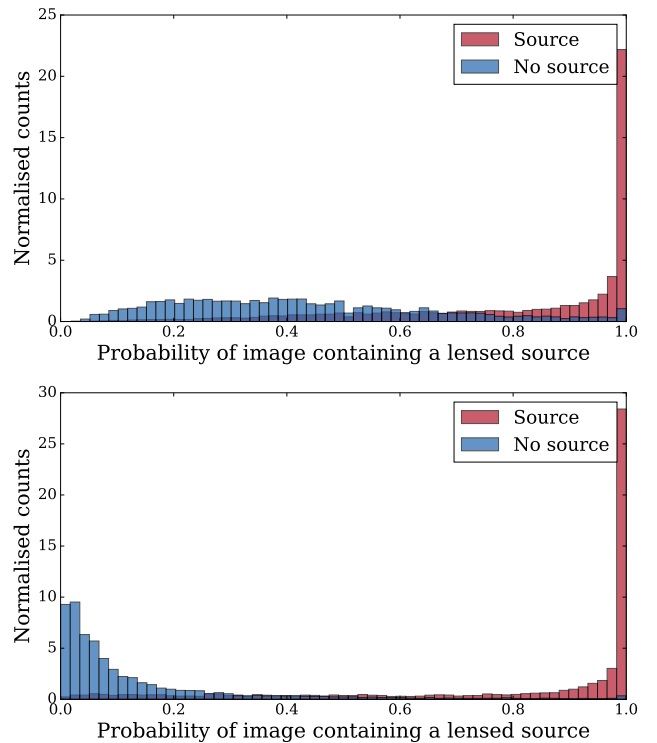 25
20
15
10
5
0
Normalised counts
Source
No source
0.0 0.2 0.4 0.6 0.8 1.0
Probability of image containing a lensed source
30
25
20
15
10
5
0
Normalised counts
Source
No source
0.0 0.2 0.4 0.6 0.8 1.0
Probability of image containing a lensed source